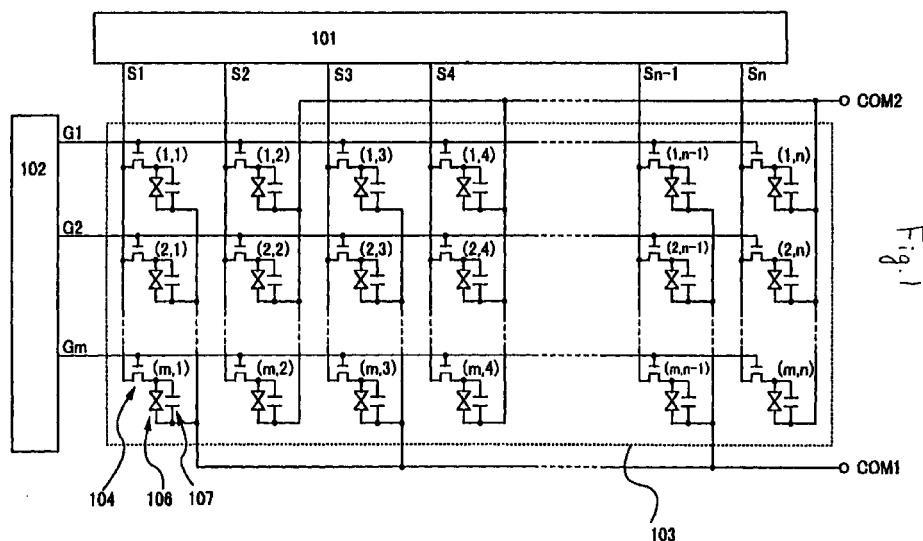 101
S1 S2 S3 S4 Sn-1 Sn
COM2
102
G1
(1,1) (1,2) (1,3) (1,4) (1,n-1) (1,n)
G2
(2,1) (2,2) (2,3) (2,4) (2,n-1) (2,n)
Gm
(m,1) (m,2) (m,3) (m,4) (m,n-1) (m,n)
COM1
104 106 107
103
Fig.1